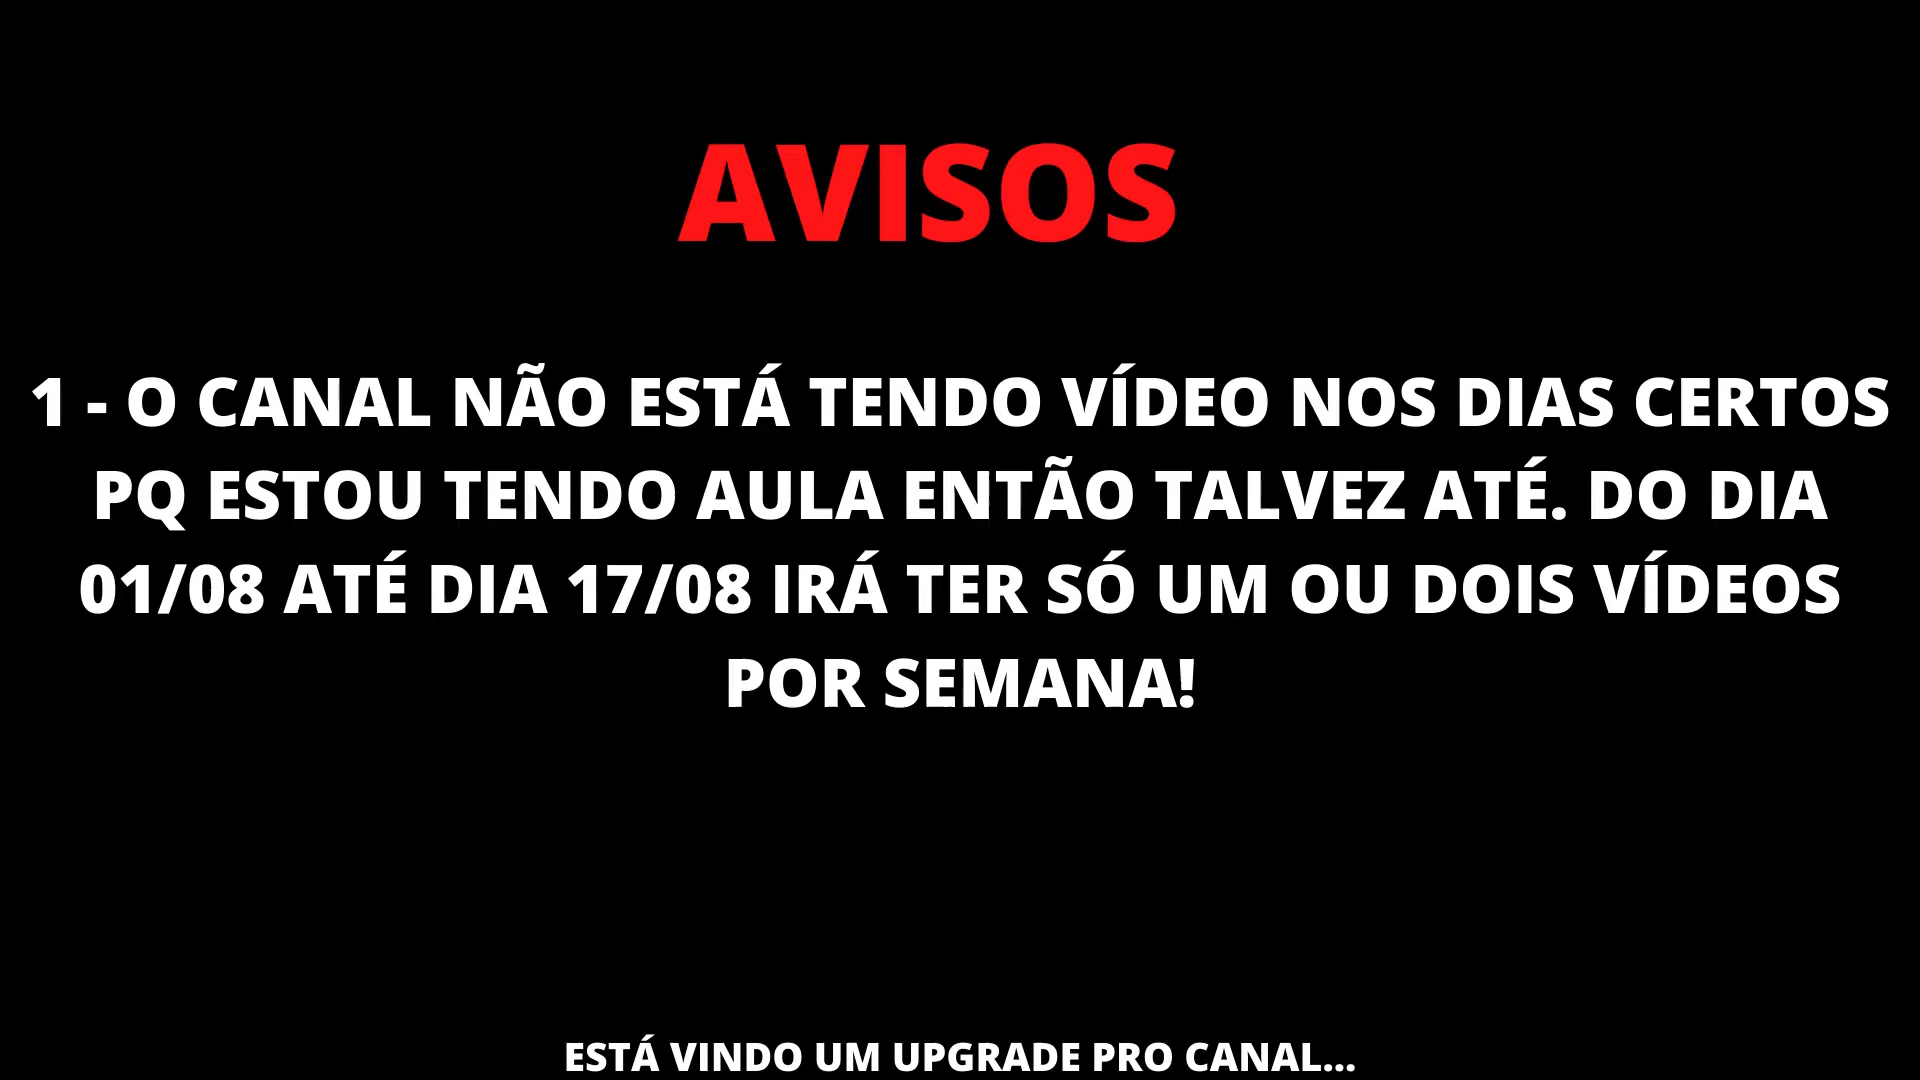 AVISOS
1 - O CANAL NÃO ESTÁ TENDO VÍDEO NOS DIAS CERTOS
PQ ESTOU TENDO AULA ENTÃO TALVEZ ATÉ. DO DIA
01/08 ATÉ DIA 17/08 IRÁ TER SÓ UM OU DOIS VÍDEOS
POR SEMANA!
ESTÁ VINDO UM UPGRADE PRO CANAL...